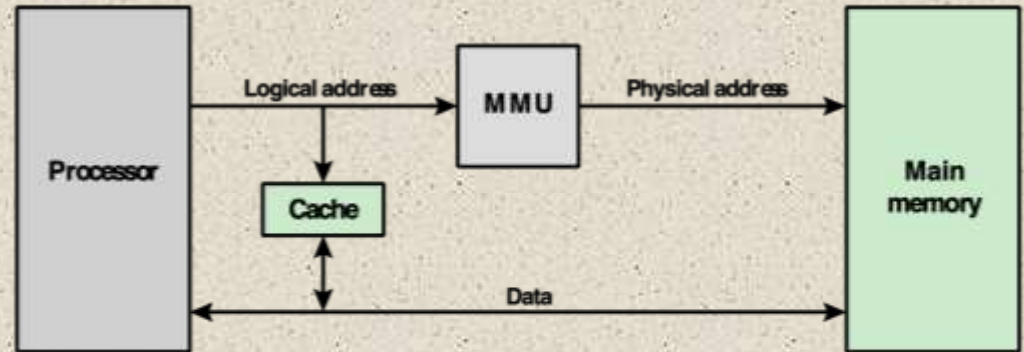 Logical address
MMU
Physical address
Processor
Cache
Main
memory
Data